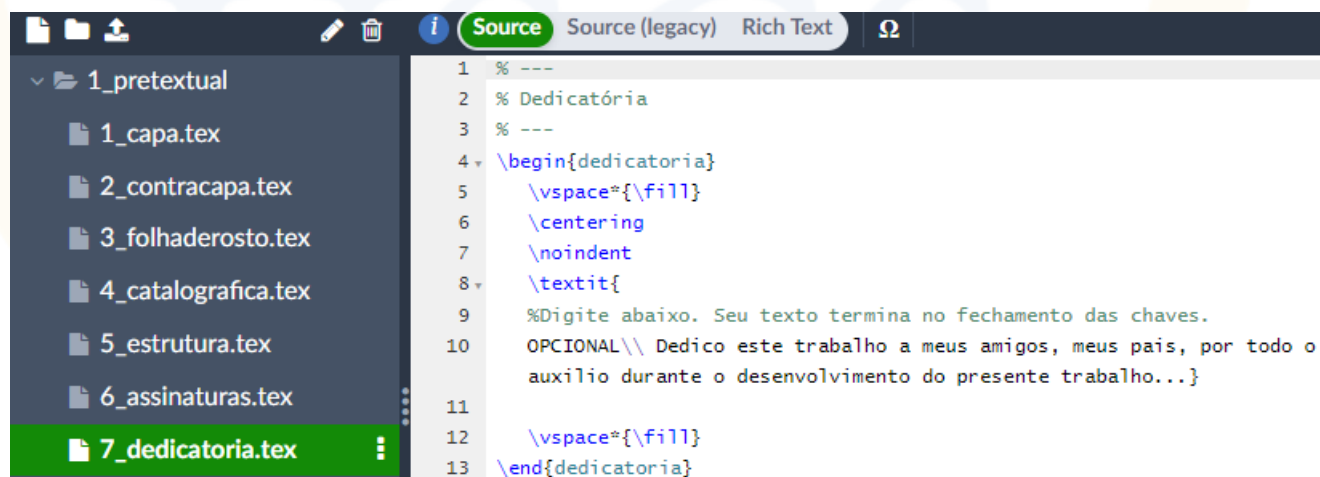 i Source Source (legacy) Rich Text Ω
1_pretextual
1_capa.tex
2_contracapa.tex
3_folhaderosto.tex
4_catalografica.tex
5_estrutura.tex
6_assinaturas.tex
7_dedicatoria.tex
1 % ---
2 % Dedicatória
3 % ---
4 \begin{dedicatoria}
5 \vspace*{\fill}
6 \centering
7 \noindent
8 \textit{
9 %Digite abaixo. Seu texto termina no fechamento das chaves.
10 OPCIONAL\\ Dedico este trabalho a meus amigos, meus pais, por todo o
auxilio durante o desenvolvimento do presente trabalho...}
11
12 \vspace*{\fill}
13 \end{dedicatoria}